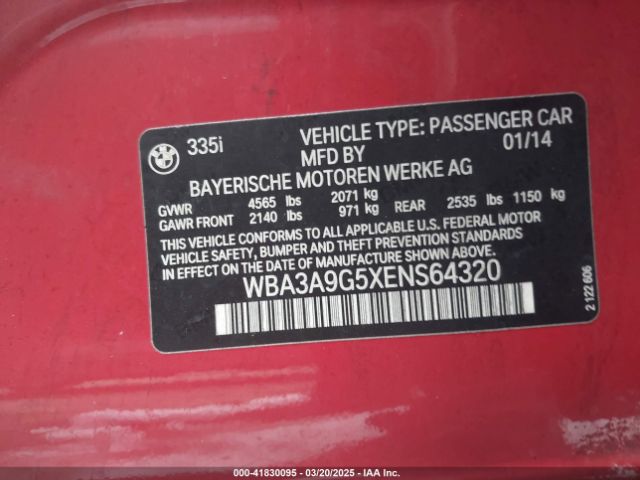 BMW
335i
VEHICLE TYPE: PASSENGER CAR
MFD BY 01/14
BAYERISCHE MOTOREN WERKE AG
GVWR 4565 lbs 2071 kg
GAWR FRONT 2140 lbs 971 kg REAR 2535 lbs 1150 kg
THIS VEHICLE CONFORMS TO ALL APPLICABLE U.S. FEDERAL MOTOR
VEHICLE SAFETY, BUMPER AND THEFT PREVENTION STANDARDS
IN EFFECT ON THE DATE OF MANUFACTURE SHOWN ABOVE.
WBA3A9G5XENS64320
2 122 606
000-41830095 — 03/20/2025 — IAA Inc.